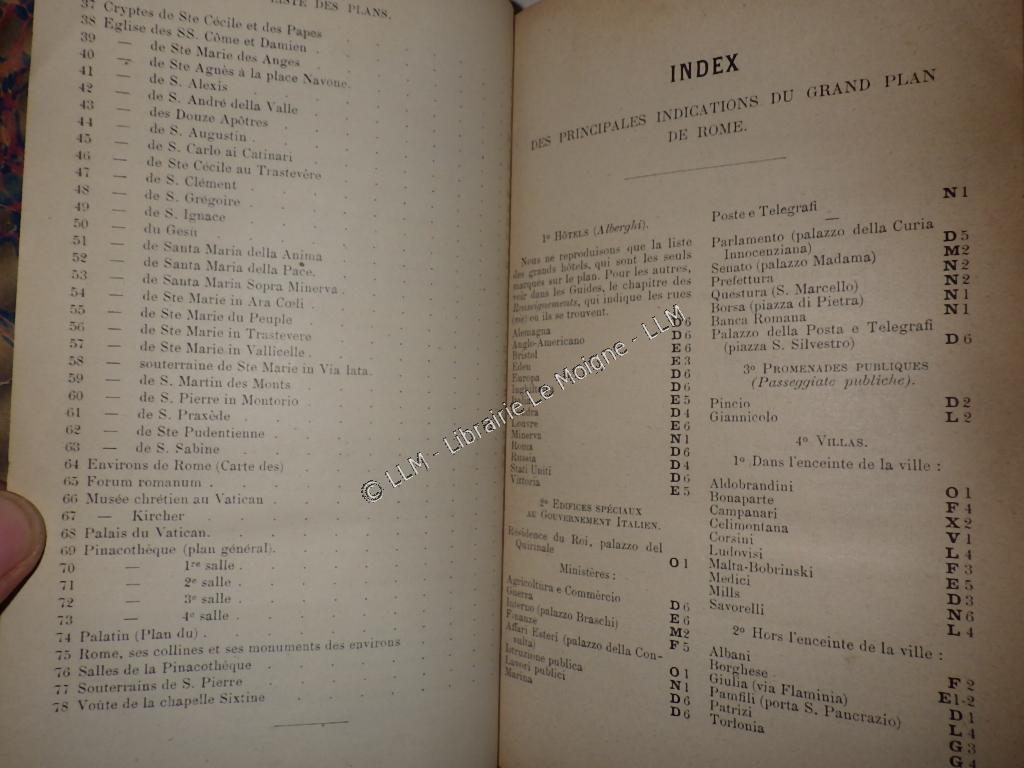 LISTE DES PLANS.
37 Cryptes de Ste Cécile et des Papes
38 Eglise des SS. Côme et Damien .
39 — de Ste Marie des Anges
40 — de Ste Agnès à la place Navone.
41 — de S. Alexis
42 — de S. André della Valle
43 — des Douze Apôtres
44 — de S. Augustin .
45 — de S. Carlo ai Catinari
46 — de Ste Cécile au Trastevère
47 — de S. Clément
48 — de S. Grégoire
49 — de S. Ignace
50 — du Gesù
51 — de Santa Maria della Anima
52 — de Santa Maria della Pace.
53 — de Santa Maria Sopra Minerva .
54 — de Ste Marie in Ara Cœli
55 — de Ste Marie du Peuple
56 — de Ste Marie in Trastevere
57 — de Ste Marie in Vallicelle .
58 — souterraine de Ste Marie in Via lata.
59 — de S. Martin des Monts
60 — de S. Pierre in Montorio
61 — de S. Praxède
62 — de Ste Pudentienne
63 — de S. Sabine
64 Environs de Rome (Carte des)
65 Forum romanum .
66 Musée chrétien au Vatican
67 — Kircher
68 Palais du Vatican.
69 Pinacothèque (plan général).
70 — 1re salle .
71 — 2e salle
72 — 3e salle
73 — 4e salle
74 Palatin (Plan du) .
75 Rome, ses collines et ses monuments des environs
76 Salles de la Pinacothèque
77 Souterrains de S. Pierre
78 Voûte de la chapelle Sixtine
INDEX
DES PRINCIPALES INDICATIONS DU GRAND PLAN
DE ROME.
1º HÔTELS (Alberghi).
Nous ne reproduisons que la liste
des grands hôtels, qui sont les seuls
marqués sur le plan. Pour les autres,
voir dans les Guides, le chapitre des
Renseignements, qui indique les rues
où ils se trouvent.
Alemagna D 6
Anglo-Americano D 6
Bristol E 6
Eden E 3
Europa D 6
D 6
E 5
D 4
Louvre E 6
Minerva N 1
Roma D 6
Russia D 4
Stati Uniti D 6
Vittoria E 5
2º EDIFICES SPÉCIAUX
AU GOUVERNEMENT ITALIEN.
Résidence du Roi, palazzo del
Quirinale O 1
Ministères :
Agricoltura e Commèrcio D 6
Guerra E 6
Interno (palazzo Braschi) M 2
Finanze F 5
Affari Esteri (palazzo della Con-
sulta) O 1
Istruzione publica N 1
Lavori publici D 6
Marina D 6
Poste e Telegrafi N 1
Parlamento (palazzo della Curia
Innocenziana) D 5
Senato (palazzo Madama) M 2
Prefettura N 2
Questura (S. Marcello) N 2
Borsa (piazza di Pietra) N 1
Banca Romana N 1
Palazzo della Posta e Telegrafi
(piazza S. Silvestro) D 6
3º PROMENADES PUBLIQUES
(Passeggiate publiche).
Pincio D 2
Giannicolo L 2
4º VILLAS.
1º Dans l'enceinte de la ville :
Aldobrandini O 1
Bonaparte F 4
Campanari X 2
Celimontana V 1
Corsini L 4
Ludovisi F 3
Malta-Bobrinski E 5
Medici D 3
Mills N 6
Savorelli L 4
2º Hors l'enceinte de la ville :
Albani F 2
Borghese E 1-2
Giulia (via Flaminia) D 1
Pamfili (porta S. Pancrazio) L 4
Patrizi G 3
Torlonia G 4
© LLM - Librairie Le Moigne - LLM